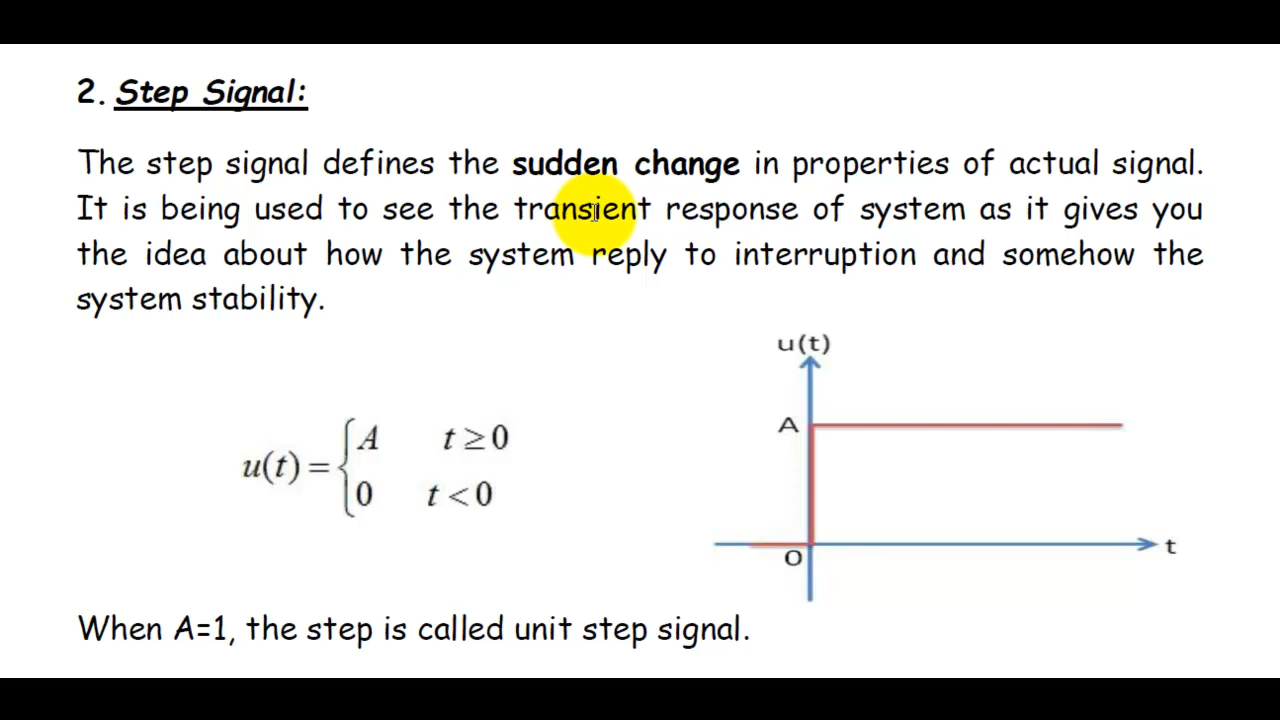 2. Step Signal:
The step signal defines the sudden change in properties of actual signal.
It is being used to see the transient response of system as it gives you
the idea about how the system reply to interruption and somehow the
system stability.
u(t) = { A t ≥ 0
0 t < 0
u(t)
A
0
t
When A=1, the step is called unit step signal.